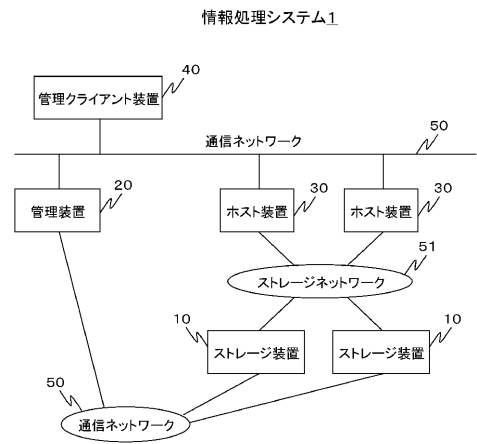 情報処理システム1
40
管理クライアント装置
通信ネットワーク
50
20
30
30
管理装置
ホスト装置
ホスト装置
51
ストレージネットワーク
10
10
ストレージ装置
ストレージ装置
50
通信ネットワーク